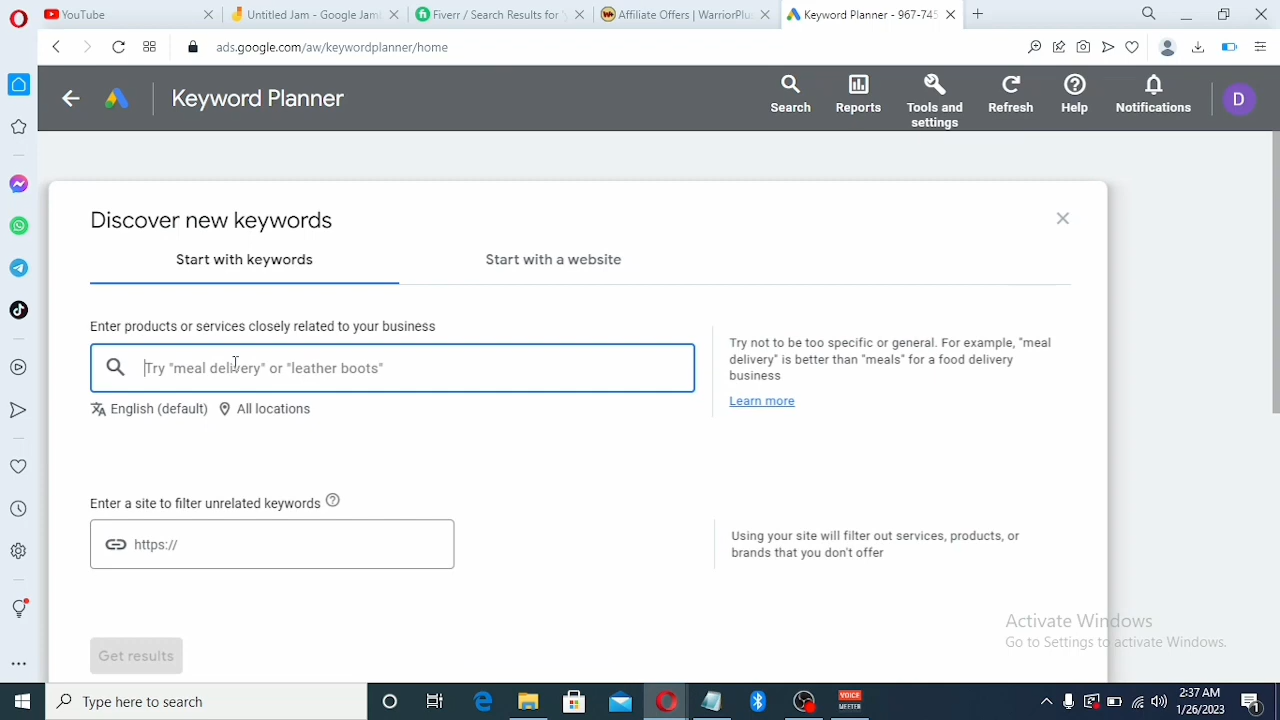 YouTube
Untitled Jam - Google Jam
Fiverr / Search Results for
Affiliate Offers | WarriorPlu
Keyword Planner - 967-745
ads.google.com/aw/keywordplanner/home
Keyword Planner
Search
Reports
Tools and
settings
Refresh
Help
Notifications
D
Discover new keywords
Start with keywords
Start with a website
Enter products or services closely related to your business
Try "meal delivery" or "leather boots"
English (default)
All locations
Try not to be too specific or general. For example, "meal
delivery" is better than "meals" for a food delivery
business
Learn more
Enter a site to filter unrelated keywords
https://
Using your site will filter out services, products, or
brands that you don't offer
Get results
Activate Windows
Go to Settings to activate Windows.
Type here to search
VOICE
MEETER
2:37 AM
1/26/2023
1